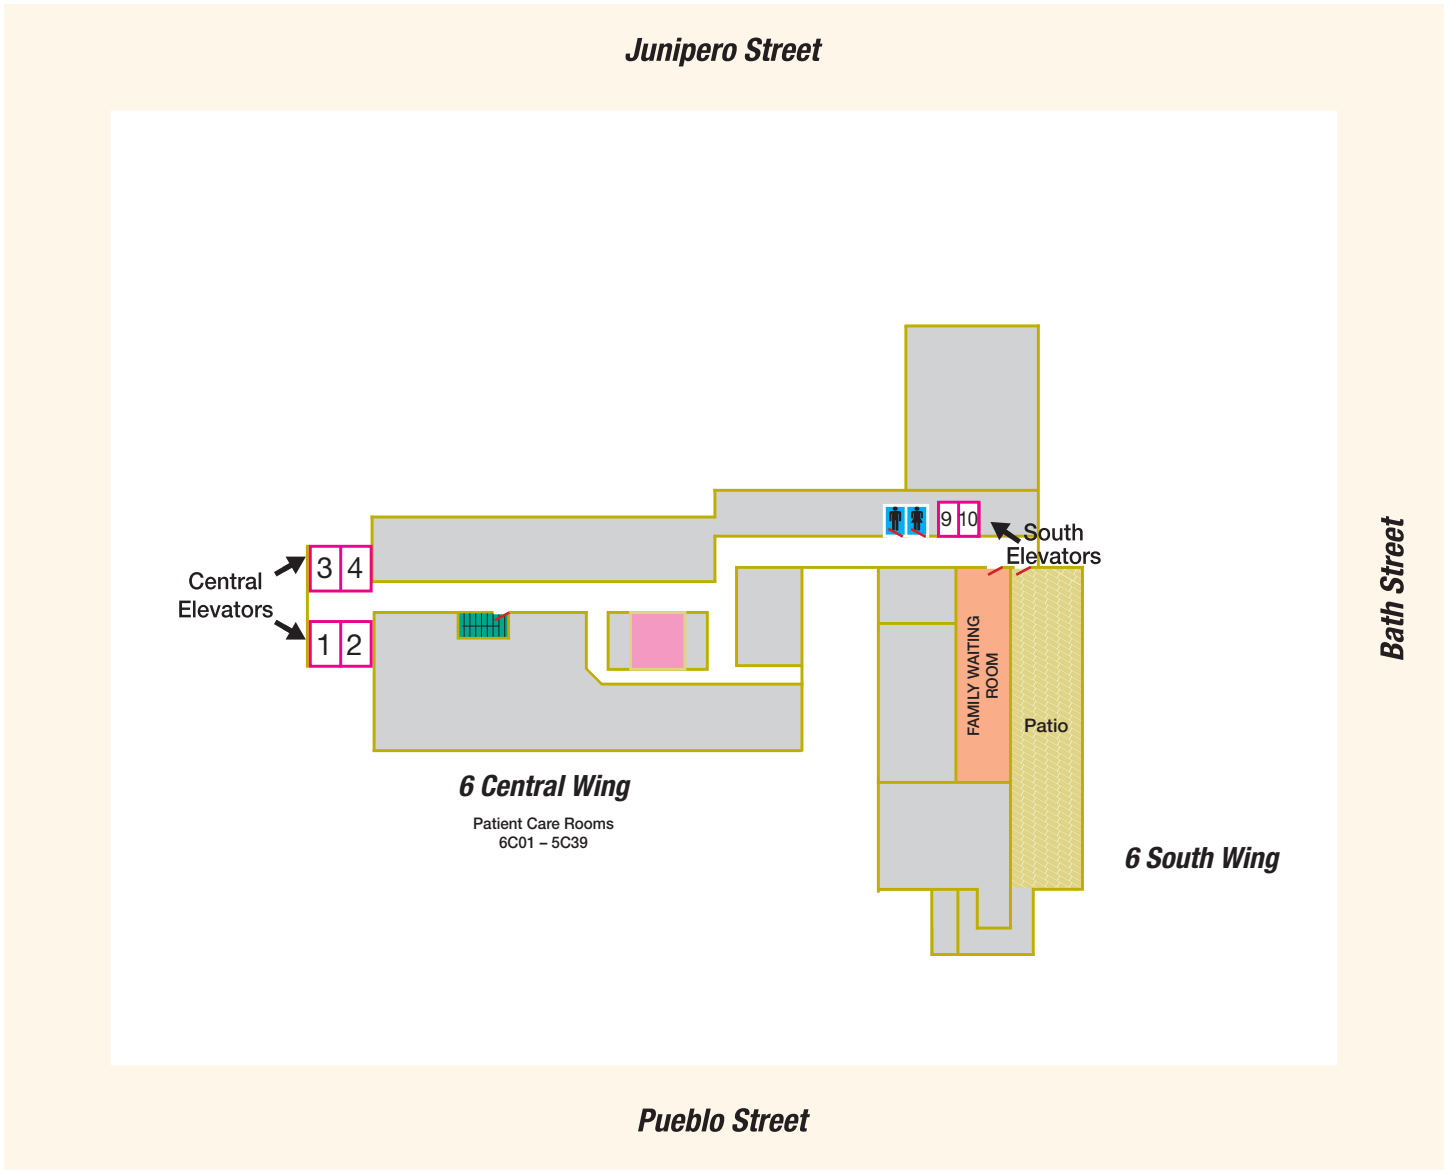 Junipero Street
9 10
South
Elevators
3 4
Central
Elevators
1 2
FAMILY WAITING
ROOM
Patio
Bath Street
6 Central Wing
Patient Care Rooms
6C01 – 5C39
6 South Wing
Pueblo Street